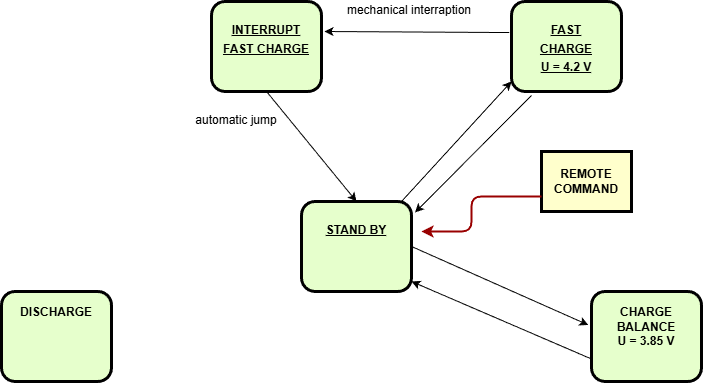 mechanical interraption
INTERRUPT
FAST CHARGE
FAST
CHARGE
U = 4.2 V
automatic jump
REMOTE
COMMAND
STAND BY
DISCHARGE
CHARGE
BALANCE
U = 3.85 V